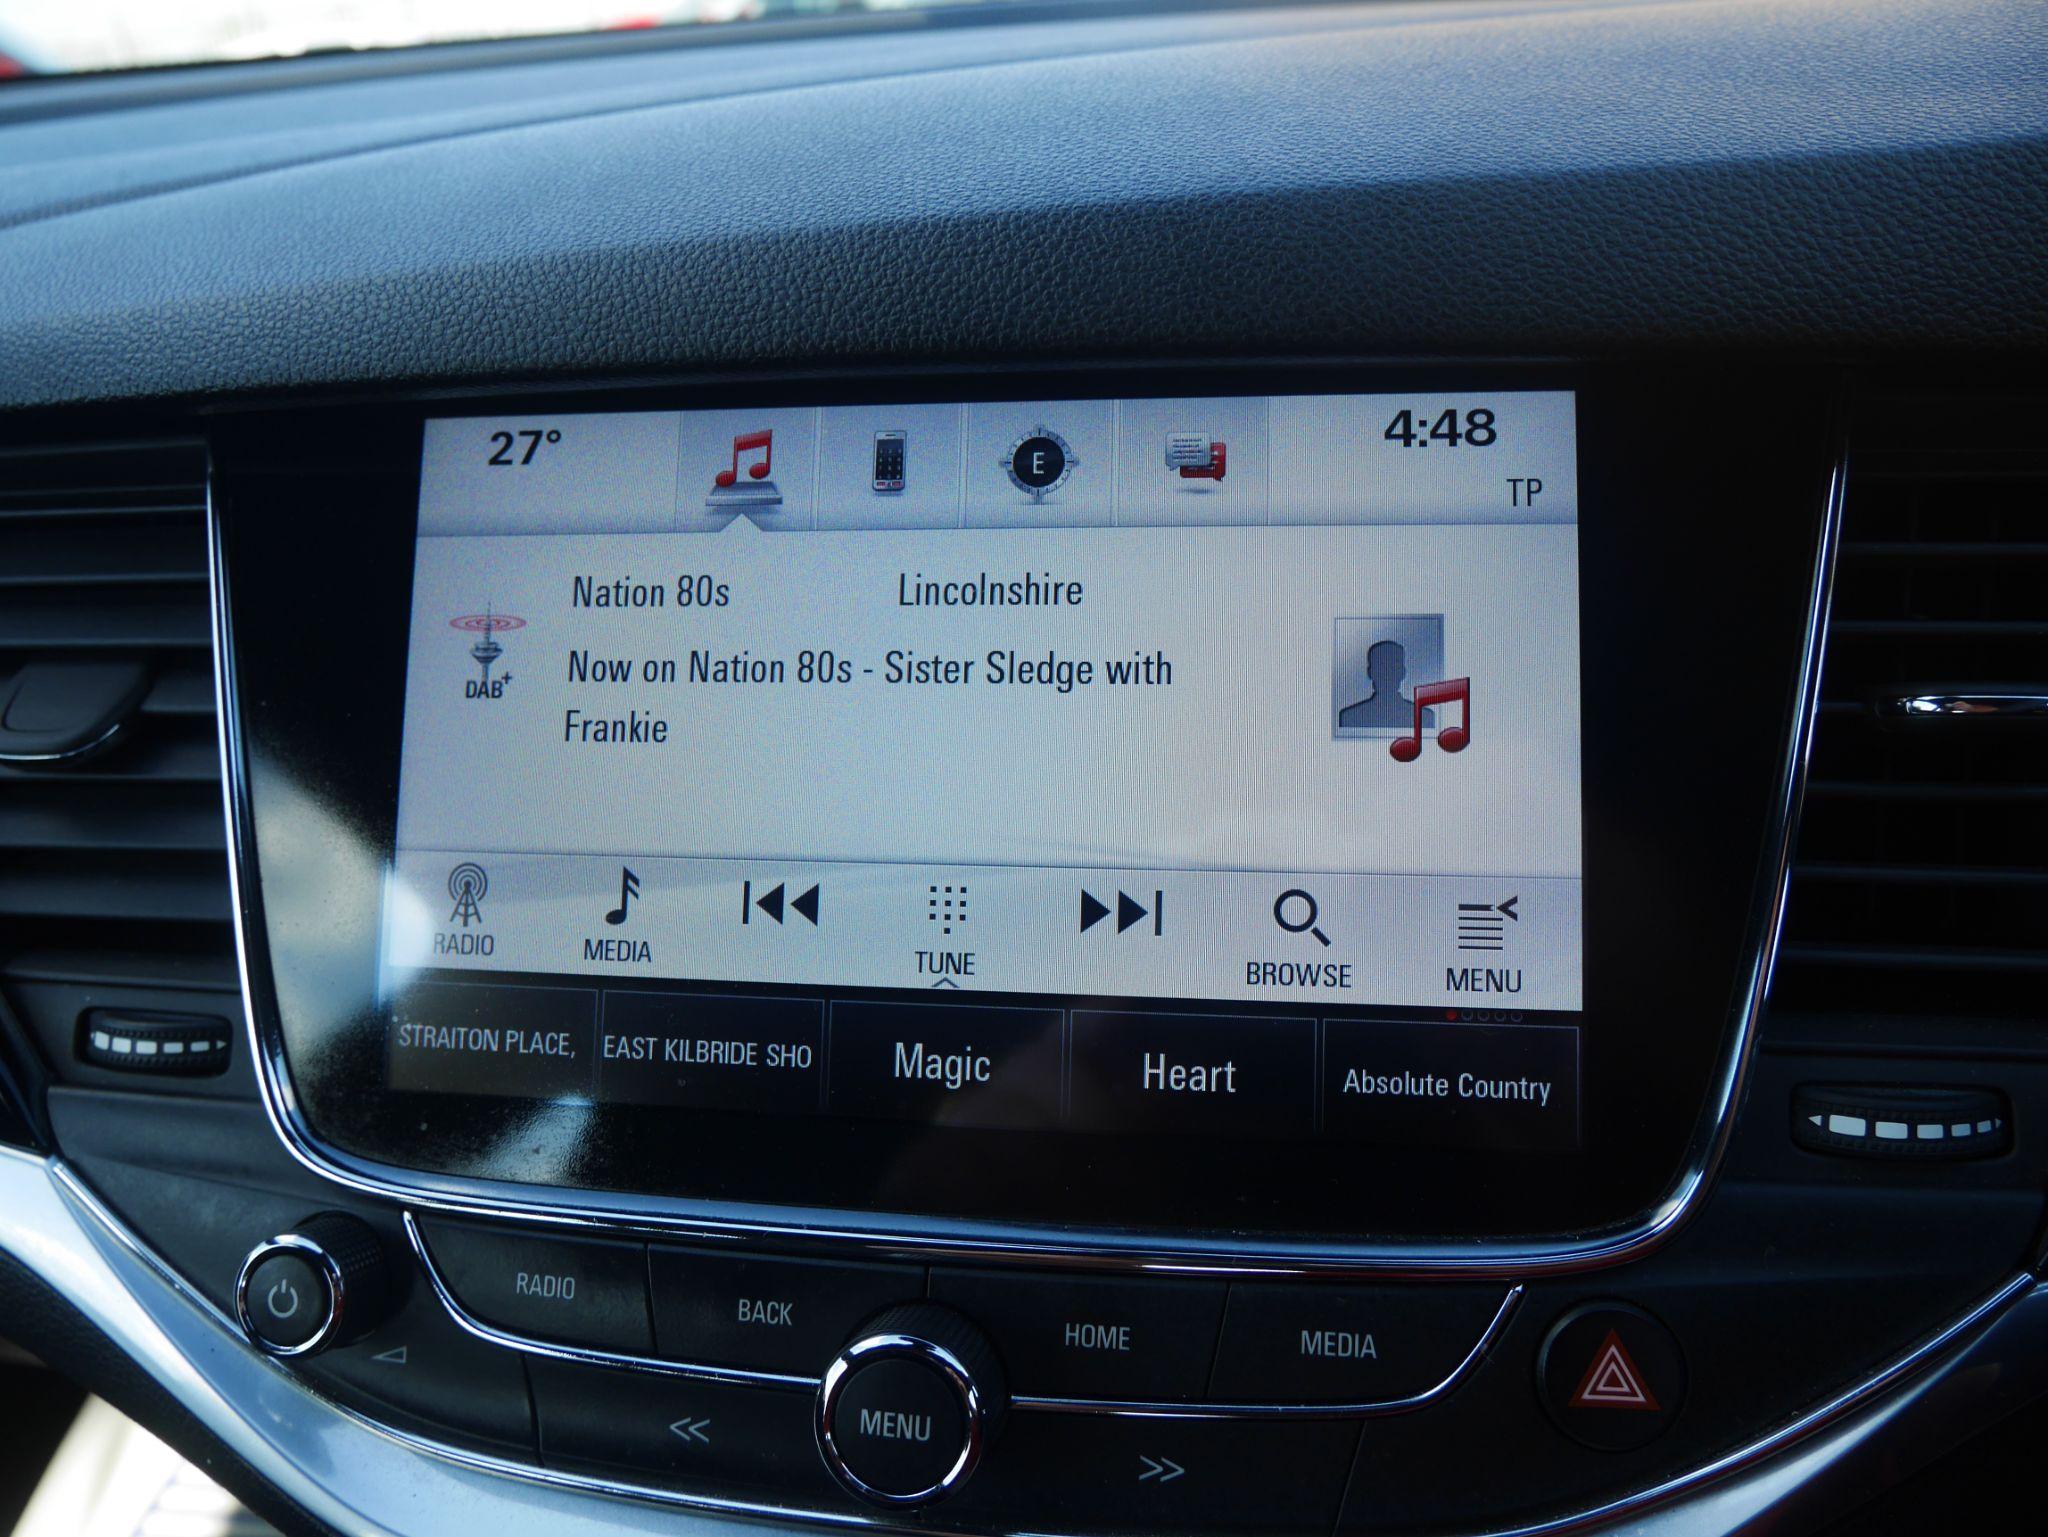 27°
E
4:48
TP
Nation 80s Lincolnshire
DAB+
Now on Nation 80s - Sister Sledge with
Frankie
RADIO MEDIA TUNE BROWSE MENU
STRAITON PLACE, EAST KILBRIDE SHO Magic Heart Absolute Country
RADIO BACK HOME MEDIA
MENU